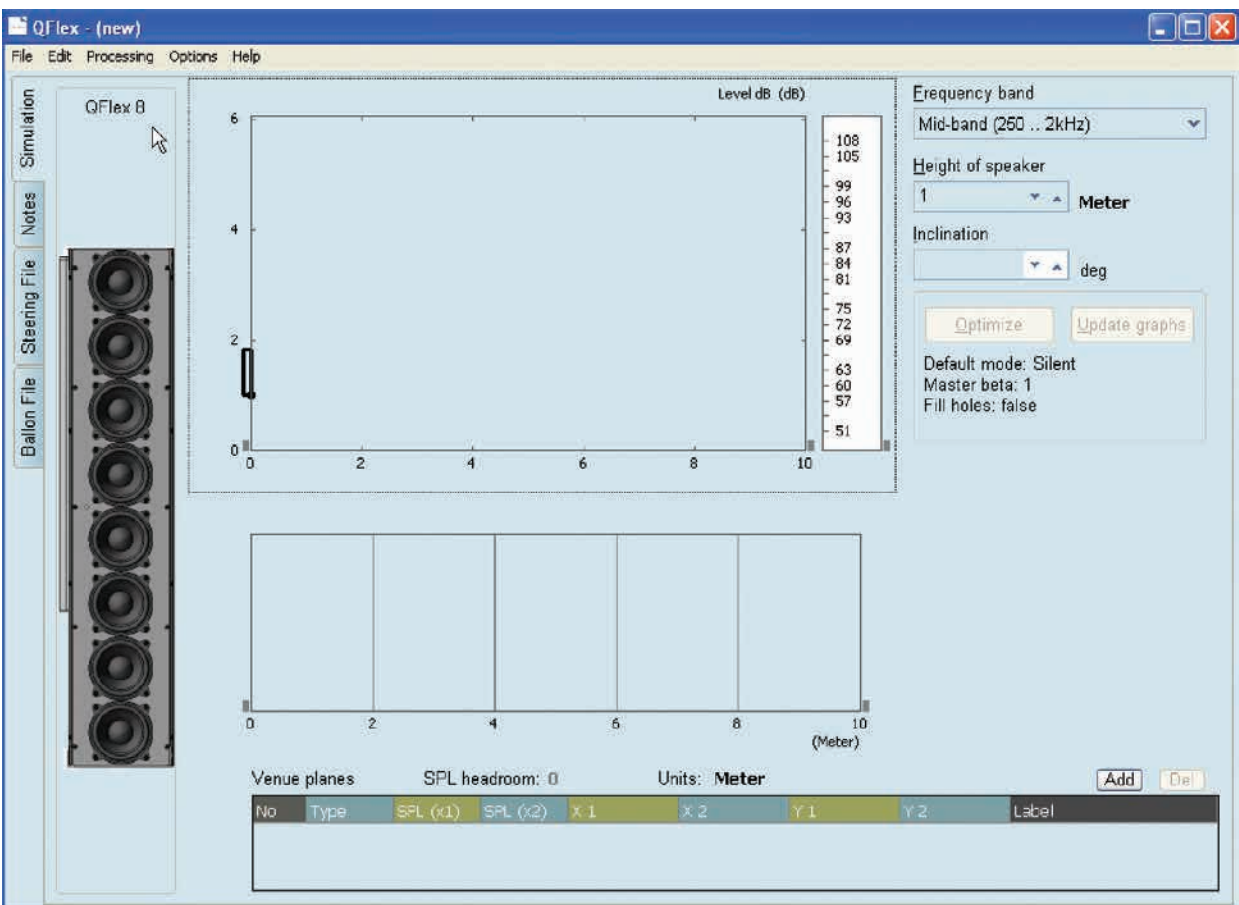 QFlex - (new)
File Edit Processing Options Help
Simulation
Notes
Steering File
Ballon File
QFlex 8
Level dB (dB)
6
4
2
0
0 2 4 6 8 10
108
105
99
96
93
87
84
81
75
72
69
63
60
57
51
Frequency band
Mid-band (250 .. 2kHz)
Height of speaker
1 Meter
Inclination
deg
Optimize Update graphs
Default mode: Silent
Master beta: 1
Fill holes: false
0 2 4 6 8 10
(Meter)
Venue planes SPL headroom: 0 Units: Meter Add Del
No Type SPL (x1) SPL (x2) X 1 X 2 Y 1 Y 2 Label